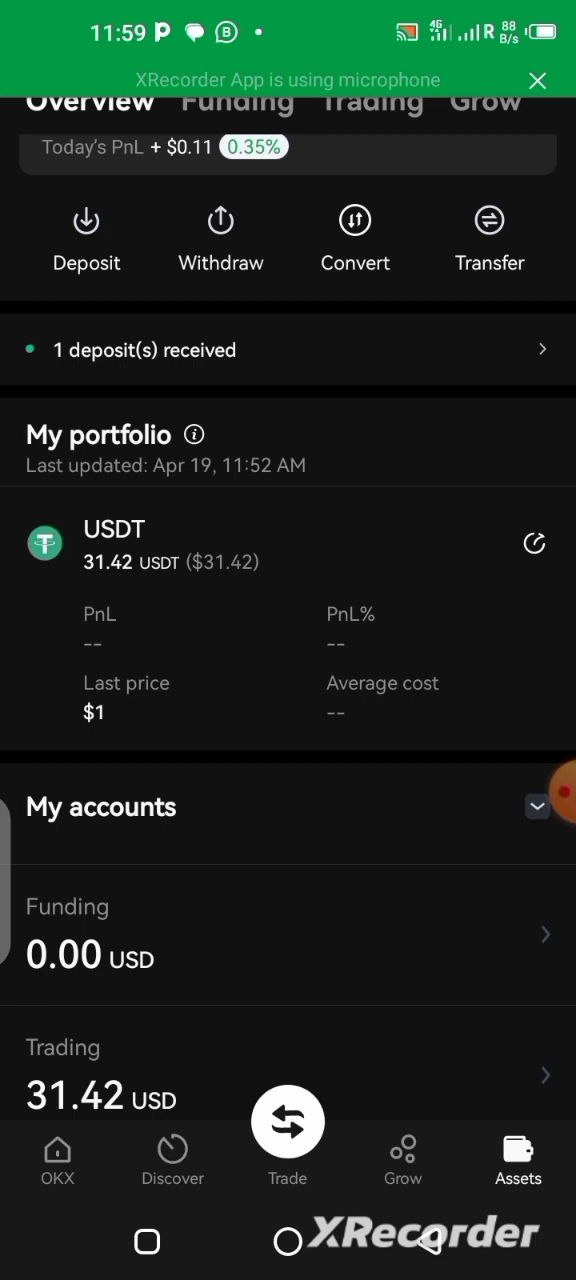 11:59
4G R 88 B/s
XRecorder App is using microphone
Overview Funding Trading Grow
Today's PnL + $0.11 0.35%
Deposit Withdraw Convert Transfer
1 deposit(s) received
My portfolio
Last updated: Apr 19, 11:52 AM
USDT
31.42 USDT ($31.42)
PnL PnL%
-- --
Last price Average cost
$1 --
My accounts
Funding
0.00 USD
Trading
31.42 USD
OKX Discover Trade Grow Assets
XRecorder